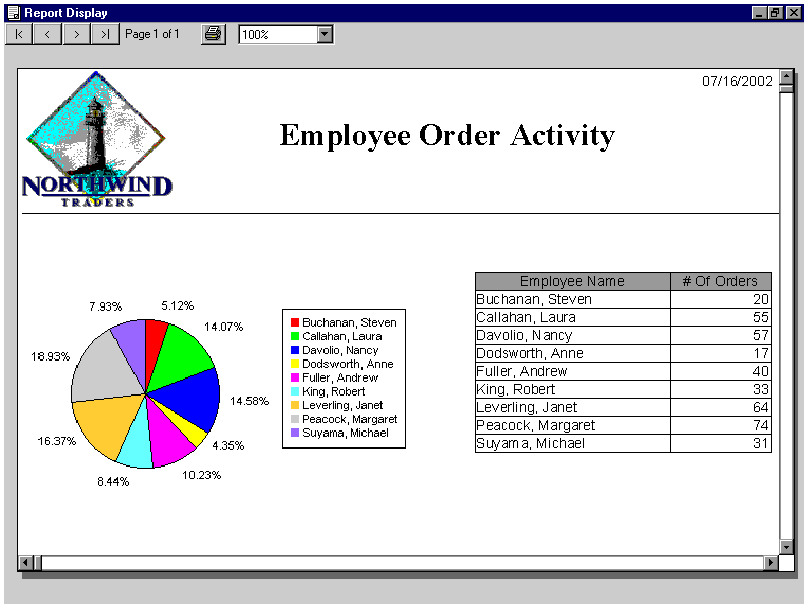 Report Display
|< < > >| Page 1 of 1 100%
07/16/2002
Employee Order Activity
NORTHWIND
TRADERS
7.93% 5.12%
14.07%
18.93%
14.58%
16.37%
4.35%
10.23%
8.44%
Buchanan, Steven
Callahan, Laura
Davolio, Nancy
Dodsworth, Anne
Fuller, Andrew
King, Robert
Leverling, Janet
Peacock, Margaret
Suyama, Michael
Employee Name # Of Orders
Buchanan, Steven 20
Callahan, Laura 55
Davolio, Nancy 57
Dodsworth, Anne 17
Fuller, Andrew 40
King, Robert 33
Leverling, Janet 64
Peacock, Margaret 74
Suyama, Michael 31